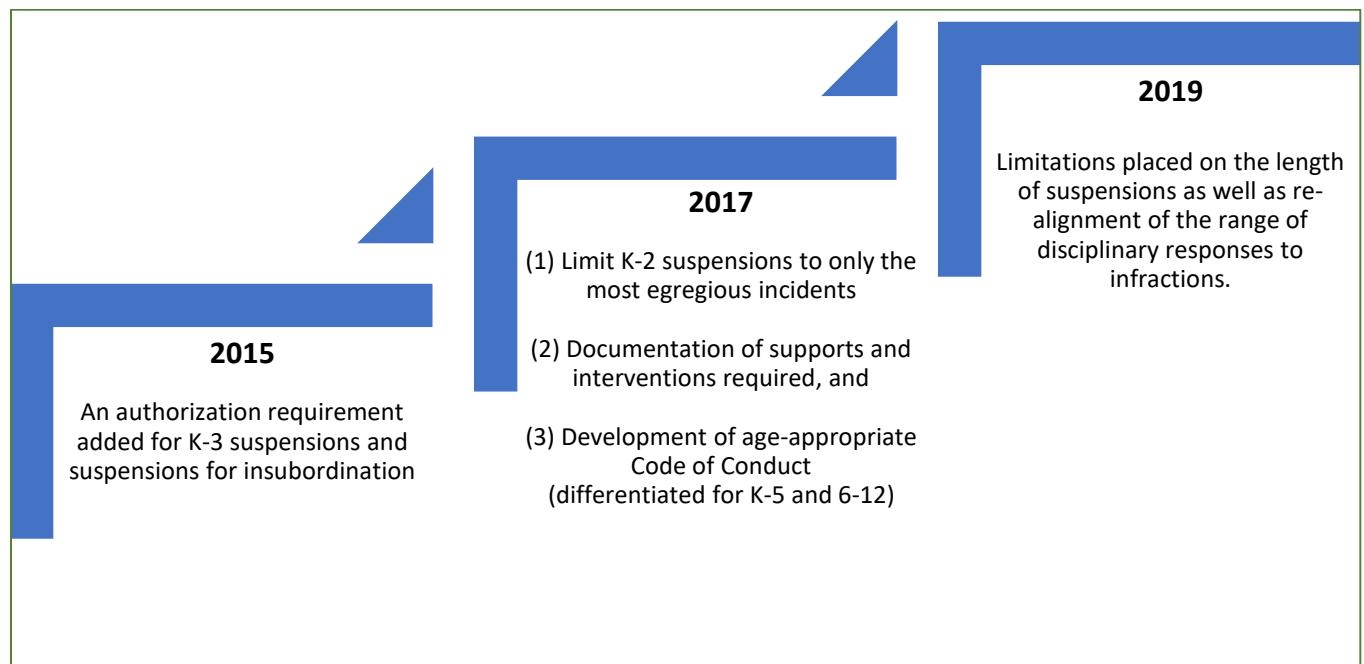 2015
An authorization requirement
added for K-3 suspensions and
suspensions for insubordination
2017
(1) Limit K-2 suspensions to only the
most egregious incidents
(2) Documentation of supports and
interventions required, and
(3) Development of age-appropriate
Code of Conduct
(differentiated for K-5 and 6-12)
2019
Limitations placed on the length
of suspensions as well as re-
alignment of the range of
disciplinary responses to
infractions.